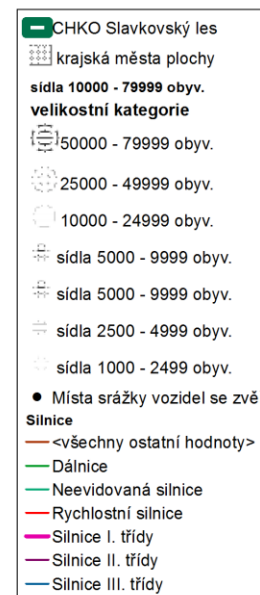 CHKO Slavkovský les
krajská města plochy
sídla 10000 - 79999 obyv.
velikostní kategorie
50000 - 79999 obyv.
25000 - 49999 obyv.
10000 - 24999 obyv.
sídla 5000 - 9999 obyv.
sídla 5000 - 9999 obyv.
sídla 2500 - 4999 obyv.
sídla 1000 - 2499 obyv.
Místa srážky vozidel se zvě
Silnice
<všechny ostatní hodnoty>
Dálnice
Neevidovaná silnice
Rychlostní silnice
Silnice I. třídy
Silnice II. třídy
Silnice III. třídy